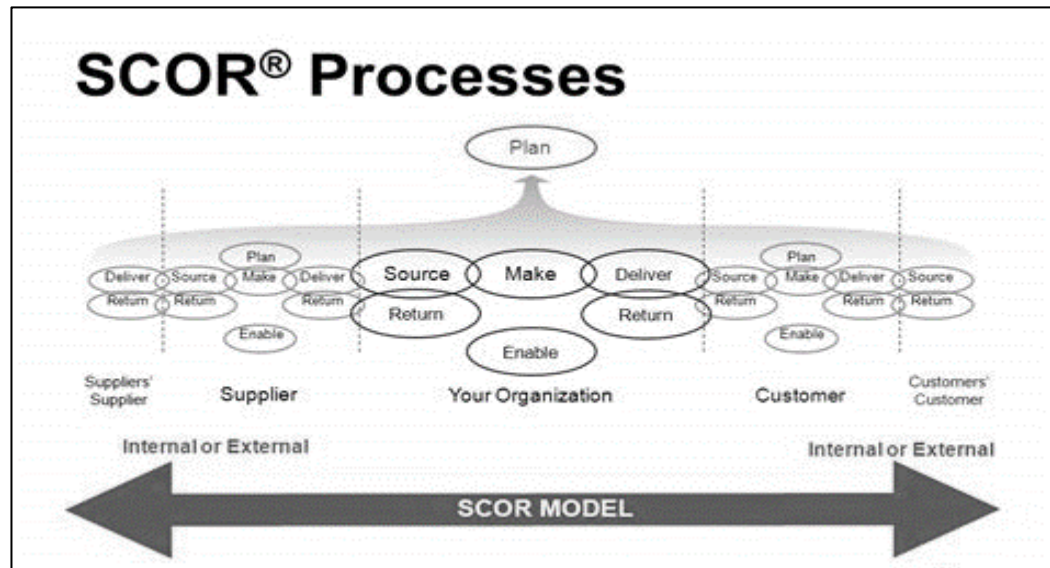 SCOR® Processes
Plan
Plan
Plan
Deliver Source Make Deliver Source Make Deliver Source Make Deliver Source
Return Return Return Return Return Return Return Return
Enable Enable Enable
Suppliers'
Supplier
Supplier
Your Organization
Customer
Customers'
Customer
Internal or External
Internal or External
SCOR MODEL